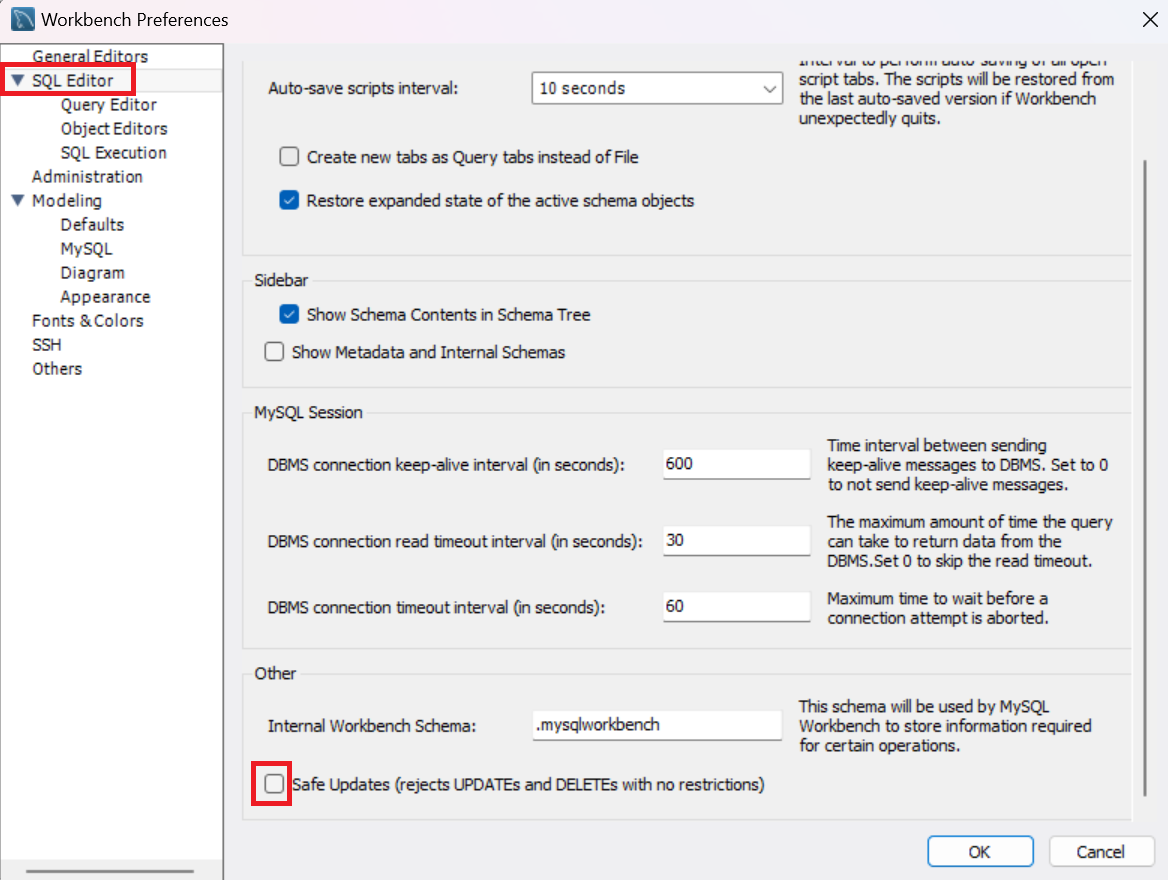 Workbench Preferences
General Editors
SQL Editor
Query Editor
Object Editors
SQL Execution
Administration
Modeling
Defaults
MySQL
Diagram
Appearance
Fonts & Colors
SSH
Others
Interval to perform auto-saving of all open
Auto-save scripts interval:
10 seconds
script tabs. The scripts will be restored from
the last auto-saved version if Workbench
unexpectedly quits.
Create new tabs as Query tabs instead of File
Restore expanded state of the active schema objects
Sidebar
Show Schema Contents in Schema Tree
Show Metadata and Internal Schemas
MySQL Session
DBMS connection keep-alive interval (in seconds):
600
Time interval between sending
keep-alive messages to DBMS. Set to 0
to not send keep-alive messages.
DBMS connection read timeout interval (in seconds):
30
The maximum amount of time the query
can take to return data from the
DBMS.Set 0 to skip the read timeout.
DBMS connection timeout interval (in seconds):
60
Maximum time to wait before a
connection attempt is aborted.
Other
Internal Workbench Schema:
.mysqlworkbench
This schema will be used by MySQL
Workbench to store information required
for certain operations.
Safe Updates (rejects UPDATEs and DELETEs with no restrictions)
OK
Cancel